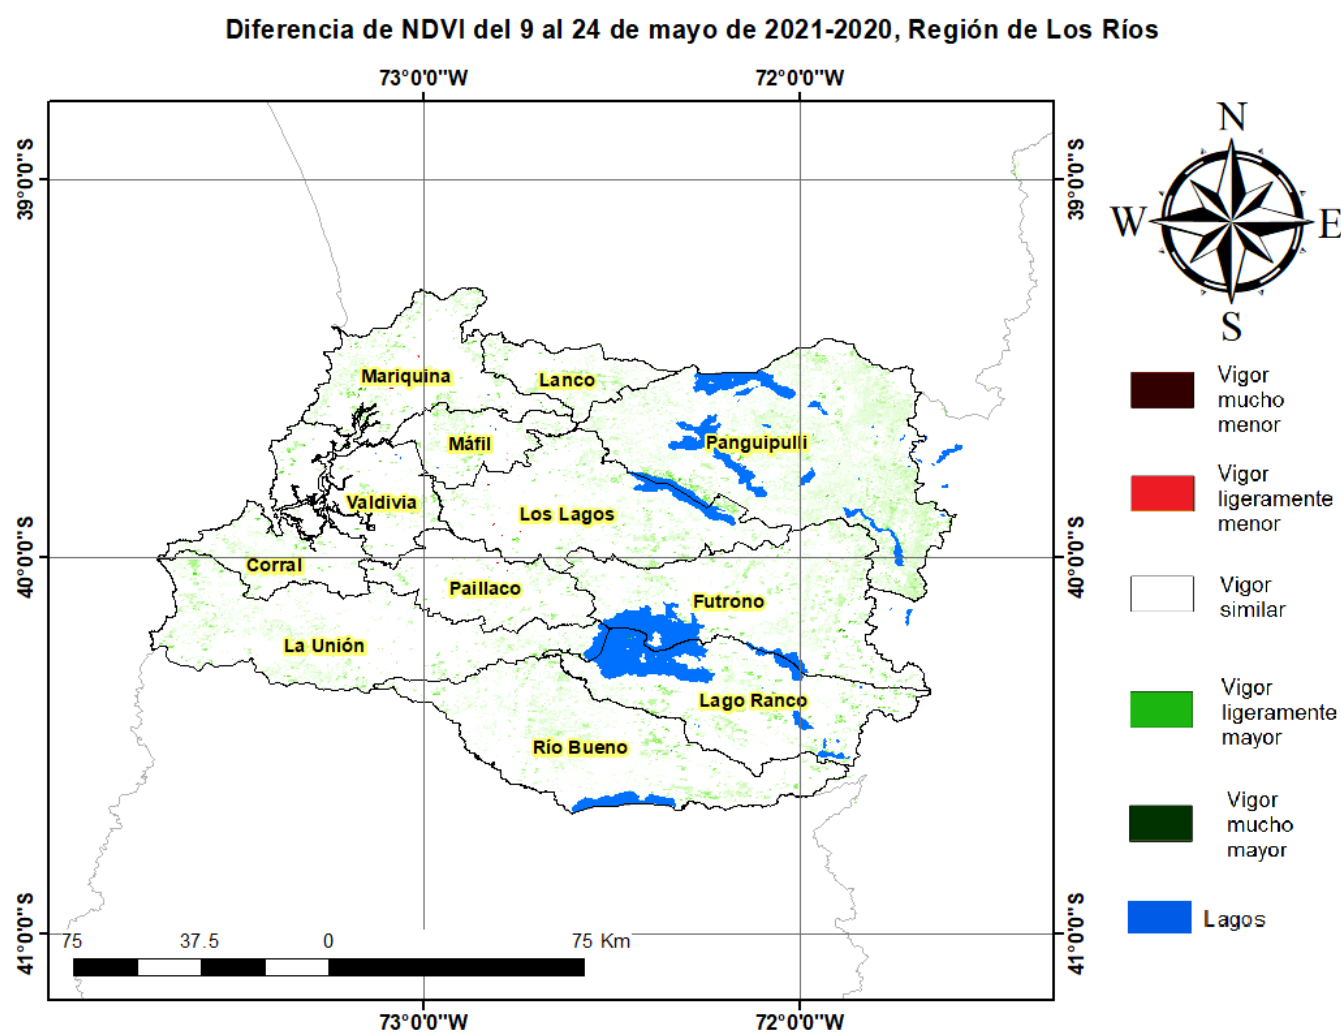 Diferencia de NDVI del 9 al 24 de mayo de 2021-2020, Región de Los Ríos
73°0'0"W
72°0'0"W
39°0'0"S
39°0'0"S
N
W
E
S
Mariquina
Lanco
Máfil
Panguipulli
Valdivia
Los Lagos
40°0'0"S
40°0'0"S
Corral
Paillaco
Futrono
La Unión
Lago Ranco
Río Bueno
Vigor
mucho
menor
Vigor
ligeramente
menor
Vigor
similar
Vigor
ligeramente
mayor
Vigor
mucho
mayor
Lagos
41°0'0"S
41°0'0"S
75
37.5
0
75 Km
73°0'0"W
72°0'0"W